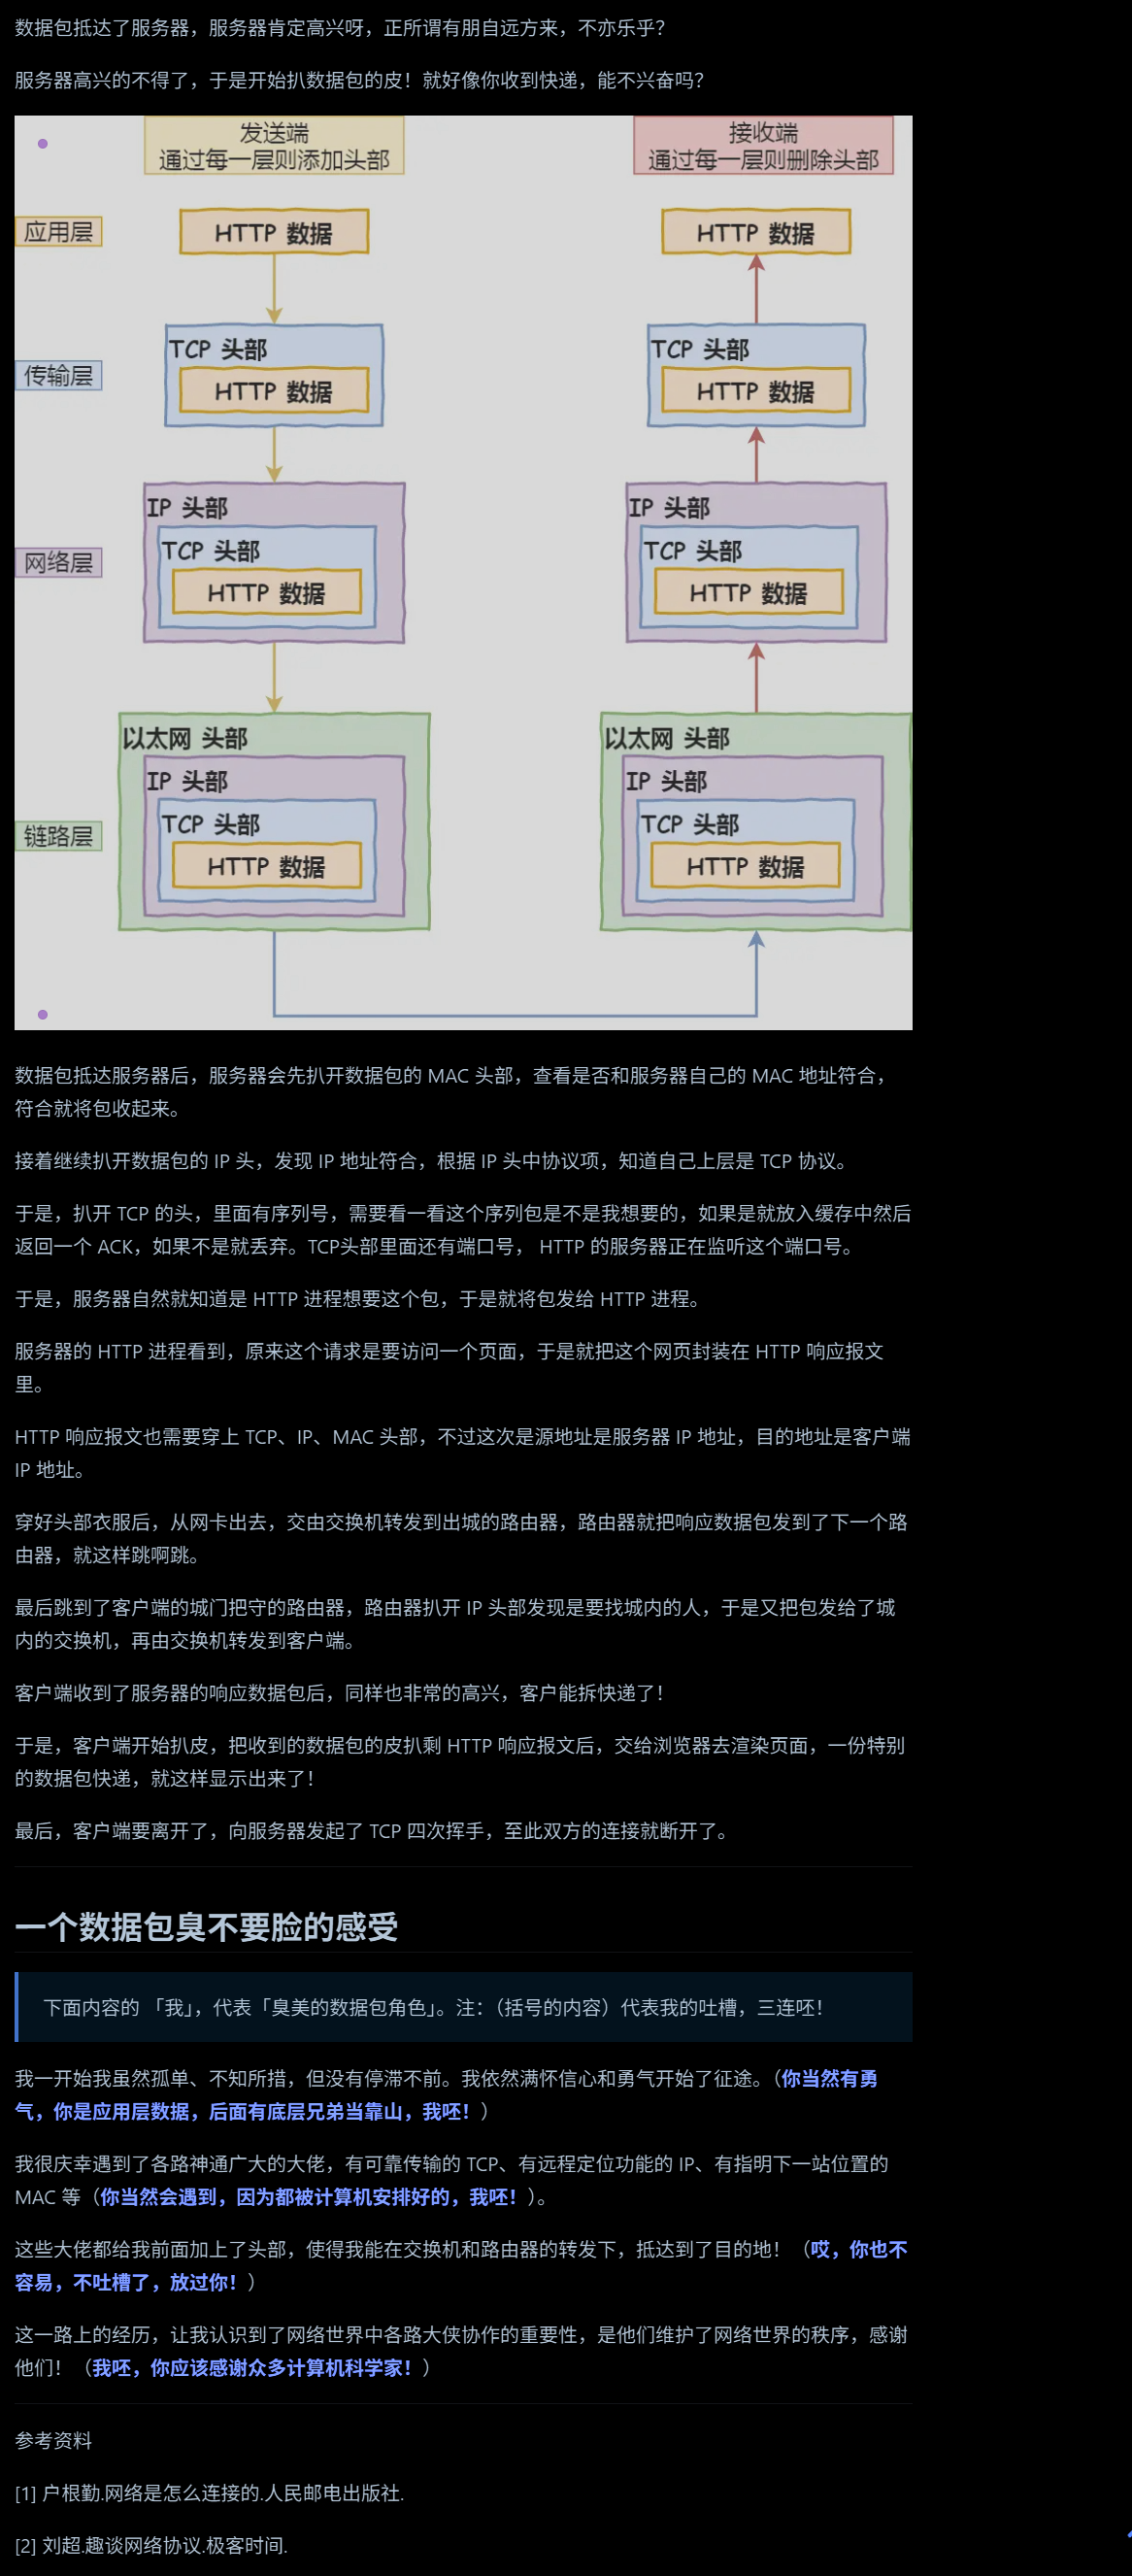 数据包抵达了服务器，服务器肯定高兴呀，正所谓有朋自远方来，不亦乐乎？
服务器高兴的不得了，于是开始扒数据包的皮！就好像你收到快递，能不兴奋吗？
发送端
通过每一层则添加头部
接收端
通过每一层则删除头部
应用层
HTTP 数据
HTTP 数据
传输层
TCP 头部
HTTP 数据
TCP 头部
HTTP 数据
网络层
IP 头部
TCP 头部
HTTP 数据
IP 头部
TCP 头部
HTTP 数据
链路层
以太网 头部
IP 头部
TCP 头部
HTTP 数据
以太网 头部
IP 头部
TCP 头部
HTTP 数据
数据包抵达服务器后，服务器会先扒开数据包的 MAC 头部，查看是否和服务器自己的 MAC 地址符合，
符合就将包收起来。
接着继续扒开数据包的 IP 头，发现 IP 地址符合，根据 IP 头中协议项，知道自己上层是 TCP 协议。
于是，扒开 TCP 的头，里面有序列号，需要看一看这个序列包是不是我想要的，如果是就放入缓存中然后
返回一个 ACK，如果不是就丢弃。TCP头部里面还有端口号， HTTP 的服务器正在监听这个端口号。
于是，服务器自然就知道是 HTTP 进程想要这个包，于是就将包发给 HTTP 进程。
服务器的 HTTP 进程看到，原来这个请求是要访问一个页面，于是就把这个网页封装在 HTTP 响应报文
里。
HTTP 响应报文也需要穿上 TCP、IP、MAC 头部，不过这次是源地址是服务器 IP 地址，目的地址是客户端
IP 地址。
穿好头部衣服后，从网卡出去，交由交换机转发到出城的路由器，路由器就把响应数据包发到了下一个路
由器，就这样跳啊跳。
最后跳到了客户端的城门把守的路由器，路由器扒开 IP 头部发现是要找城内的人，于是又把包发给了城
内的交换机，再由交换机转发到客户端。
客户端收到了服务器的响应数据包后，同样也非常的高兴，客户能拆快递了！
于是，客户端开始扒皮，把收到的数据包的皮扒剩 HTTP 响应报文后，交给浏览器去渲染页面，一份特别
的数据包快递，就这样显示出来了！
最后，客户端要离开了，向服务器发起了 TCP 四次挥手，至此双方的连接就断开了。
一个数据包臭不要脸的感受
下面内容的 「我」，代表「臭美的数据包角色」。注：（括号的内容）代表我的吐槽，三连呸！
我一开始我虽然孤单、不知所措，但没有停滞不前。我依然满怀信心和勇气开始了征途。（你当然有勇
气，你是应用层数据，后面有底层兄弟当靠山，我呸！）
我很庆幸遇到了各路神通广大的大佬，有可靠传输的 TCP、有远程定位功能的 IP、有指明下一站位置的
MAC 等（你当然会遇到，因为都被计算机安排好的，我呸！）。
这些大佬都给我前面加上了头部，使得我能在交换机和路由器的转发下，抵达到了目的地！（哎，你也不
容易，不吐槽了，放过你！）
这一路上的经历，让我认识到了网络世界中各路大侠协作的重要性，是他们维护了网络世界的秩序，感谢
他们！（我呸，你应该感谢众多计算机科学家！）
参考资料
[1] 户根勤.网络是怎么连接的.人民邮电出版社.
[2] 刘超.趣谈网络协议.极客时间.